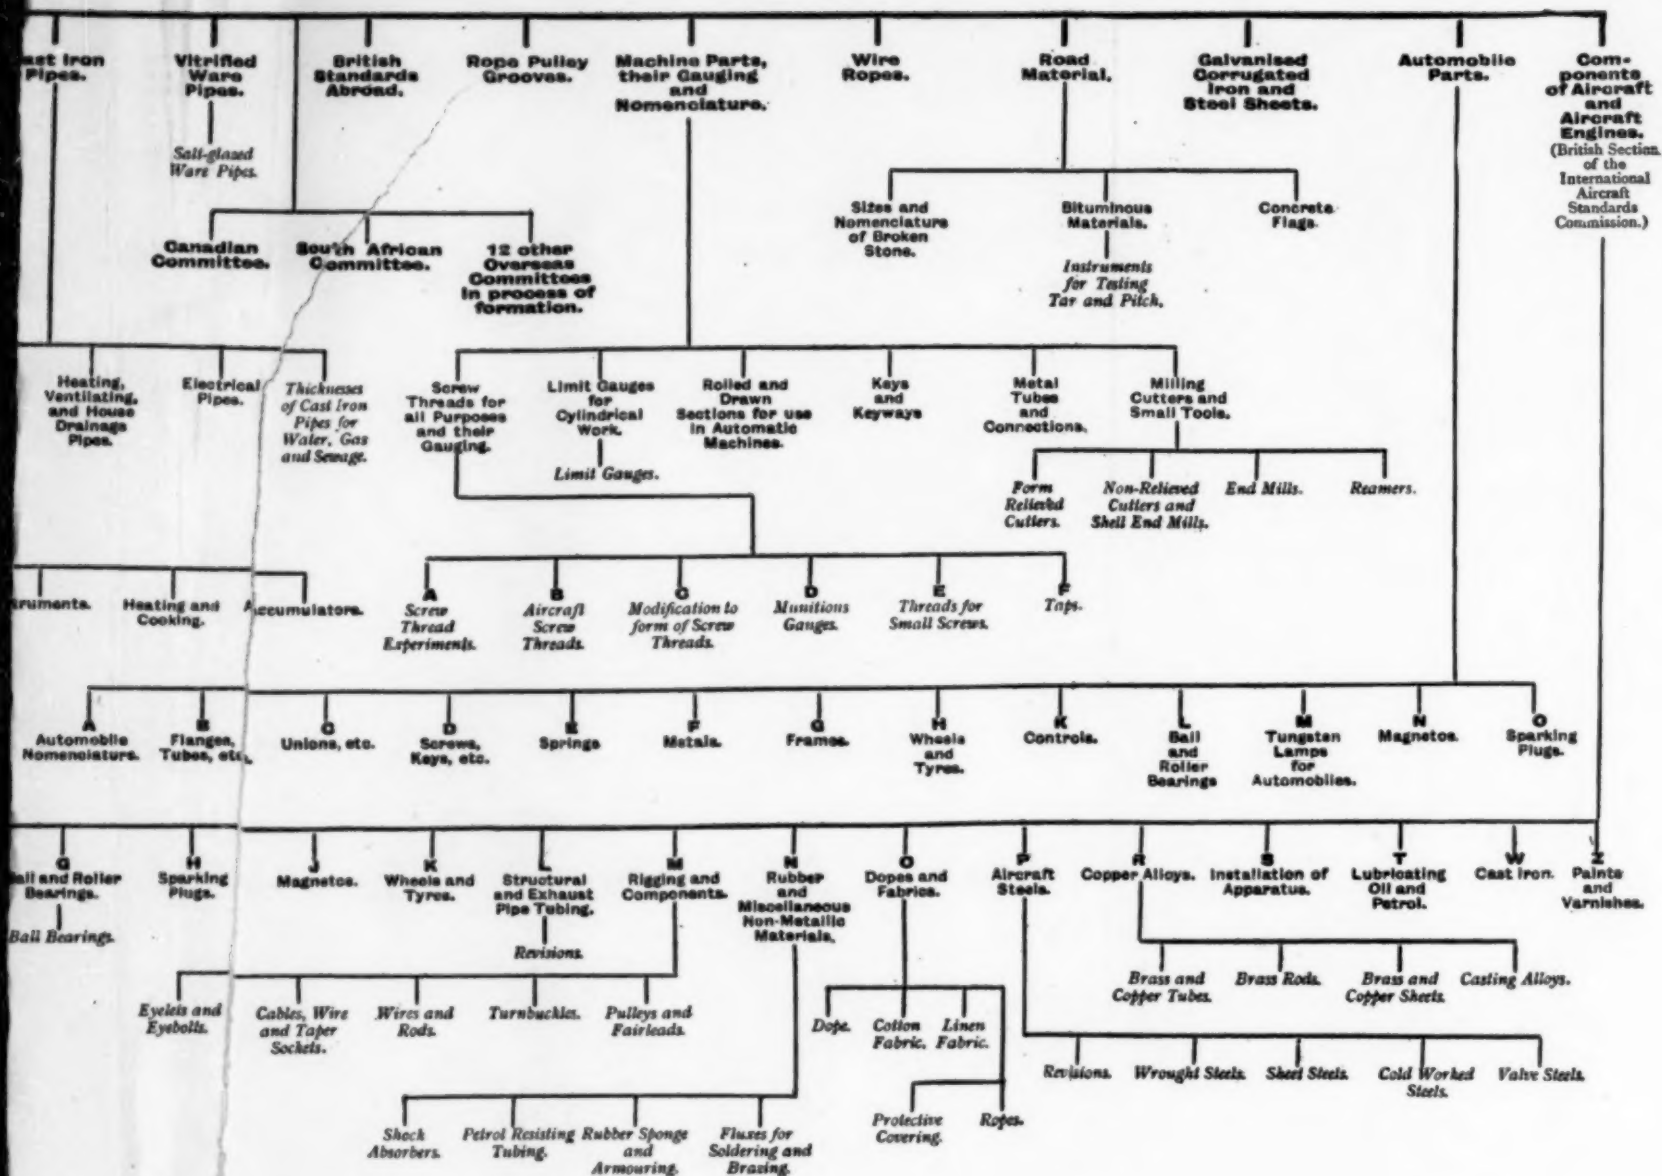 ast Iron
Pipes.
Vitrified
Ware
Pipes.
British
Standards
Abroad.
Rope Pulley
Grooves.
Machine Parts,
their Gauging
and
Nomenclature.
Wire
Ropes.
Road
Material.
Galvanised
Corrugated
Iron and
Steel Sheets.
Automobile
Parts.
Com-
ponents
of Aircraft
and
Aircraft
Engines.
(British Section
of the
International
Aircraft
Standards
Commission.)
Salt-glazed
Ware Pipes.
Canadian
Committee.
South African
Committee.
12 other
Overseas
Committees
in process of
formation.
Sizes and
Nomenclature
of Broken
Stone.
Bituminous
Materials.
Concrete
Flags.
Instruments
for Testing
Tar and Pitch.
Heating,
Ventilating,
and House
Drainage
Pipes.
Electrical
Pipes.
Thicknesses
of Cast Iron
Pipes for
Water, Gas
and Sewage.
Screw
Threads for
all Purposes
and their
Gauging.
Limit Gauges
for
Cylindrical
Work.
Limit Gauges.
Rolled and
Drawn
Sections for use
in Automatic
Machines.
Keys
and
Keyways
Metal
Tubes
and
Connections.
Milling
Cutters and
Small Tools.
Form
Relieved
Cutters.
Non-Relieved
Cutters and
Shell End Mills.
End Mills.
Reamers.
truments.
Heating and
Cooking.
Accumulators.
A
Screw
Thread
Experiments.
B
Aircraft
Screw
Threads.
C
Modification to
form of Screw
Threads.
D
Munitions
Gauges.
E
Threads for
Small Screws.
F
Taps.
A
Automobile
Nomenclature.
B
Flanges,
Tubes, etc.
C
Unions, etc.
D
Screws,
Keys, etc.
E
Springs
F
Metals.
G
Frames.
H
Wheels
and
Tyres.
K
Controls.
L
Ball
and
Roller
Bearings
M
Tungsten
Lamps
for
Automobiles.
N
Magnetos.
O
Sparking
Plugs.
G
Ball and Roller
Bearings.
Ball Bearings.
H
Sparking
Plugs.
J
Magnetos.
K
Wheels and
Tyres.
L
Structural
and Exhaust
Pipe Tubing.
Revisions.
M
Rigging and
Components.
N
Rubber
and
Miscellaneous
Non-Metallic
Materials.
O
Dopes and
Fabrics.
P
Aircraft
Steels.
R
Copper Alloys.
S
Installation of
Apparatus.
T
Lubricating
Oil and
Petrol.
W
Cast Iron.
Z
Paints
and
Varnishes.
Eyelets and
Eyebolts.
Cables, Wire
and Taper
Sockets.
Wires and
Rods.
Turnbuckles.
Pulleys and
Fairleads.
Dope.
Cotton
Fabric.
Linen
Fabric.
Brass and
Copper Tubes.
Brass Rods.
Brass and
Copper Sheets.
Casting Alloys.
Revisions.
Wrought Steels.
Sheet Steels.
Cold Worked
Steels.
Valve Steels.
Shock
Absorbers.
Petrol Resisting
Tubing.
Rubber Sponge
and
Armouring.
Fluxes for
Soldering and
Brazing.
Protective
Covering.
Ropes.